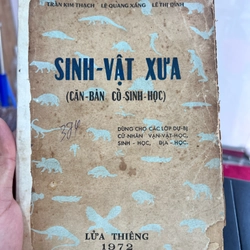 TRẦN KIM THẠCH LÊ QUANG XÁNG LÊ THỊ ĐÍNH
SINH-VẬT XƯA
(CĂN-BẢN CỔ-SINH-HỌC)
DÙNG CHO CÁC LỚP DỰ-BỊ
CỬ-NHÂN VẠN-VẬT-HỌC,
SINH-HỌC, ĐỊA-HỌC.
LỬA THIÊNG
1972